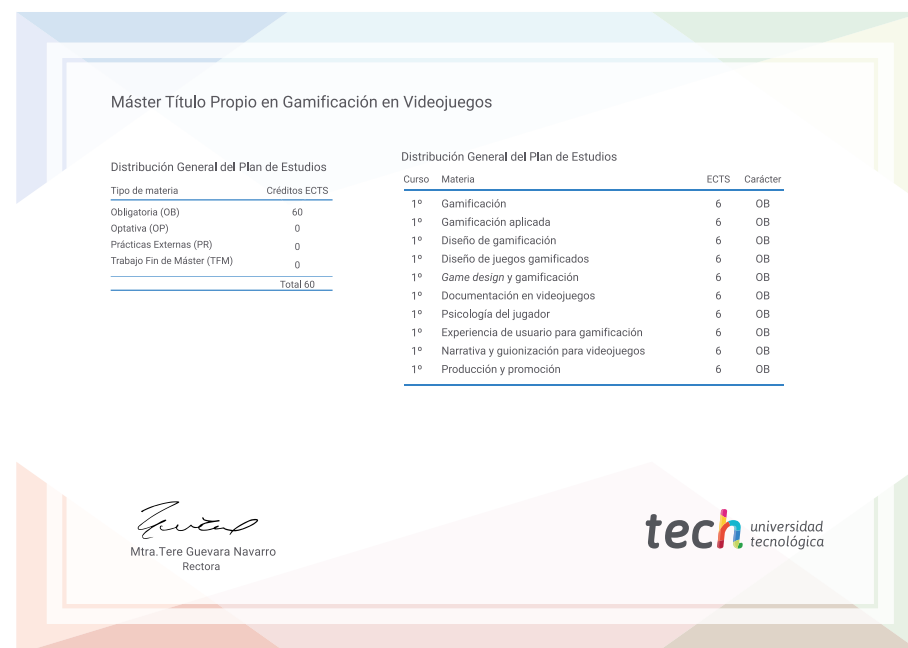 Máster Título Propio en Gamificación en Videojuegos
Distribución General del Plan de Estudios
Tipo de materia Créditos ECTS
Obligatoria (OB) 60
Optativa (OP) 0
Prácticas Externas (PR) 0
Trabajo Fin de Máster (TFM) 0
Total 60
Distribución General del Plan de Estudios
Curso Materia ECTS Carácter
1º Gamificación 6 OB
1º Gamificación aplicada 6 OB
1º Diseño de gamificación 6 OB
1º Diseño de juegos gamificados 6 OB
1º Game design y gamificación 6 OB
1º Documentación en videojuegos 6 OB
1º Psicología del jugador 6 OB
1º Experiencia de usuario para gamificación 6 OB
1º Narrativa y guionización para videojuegos 6 OB
1º Producción y promoción 6 OB
Mtra.Tere Guevara Navarro
Rectora
tech universidad
tecnológica